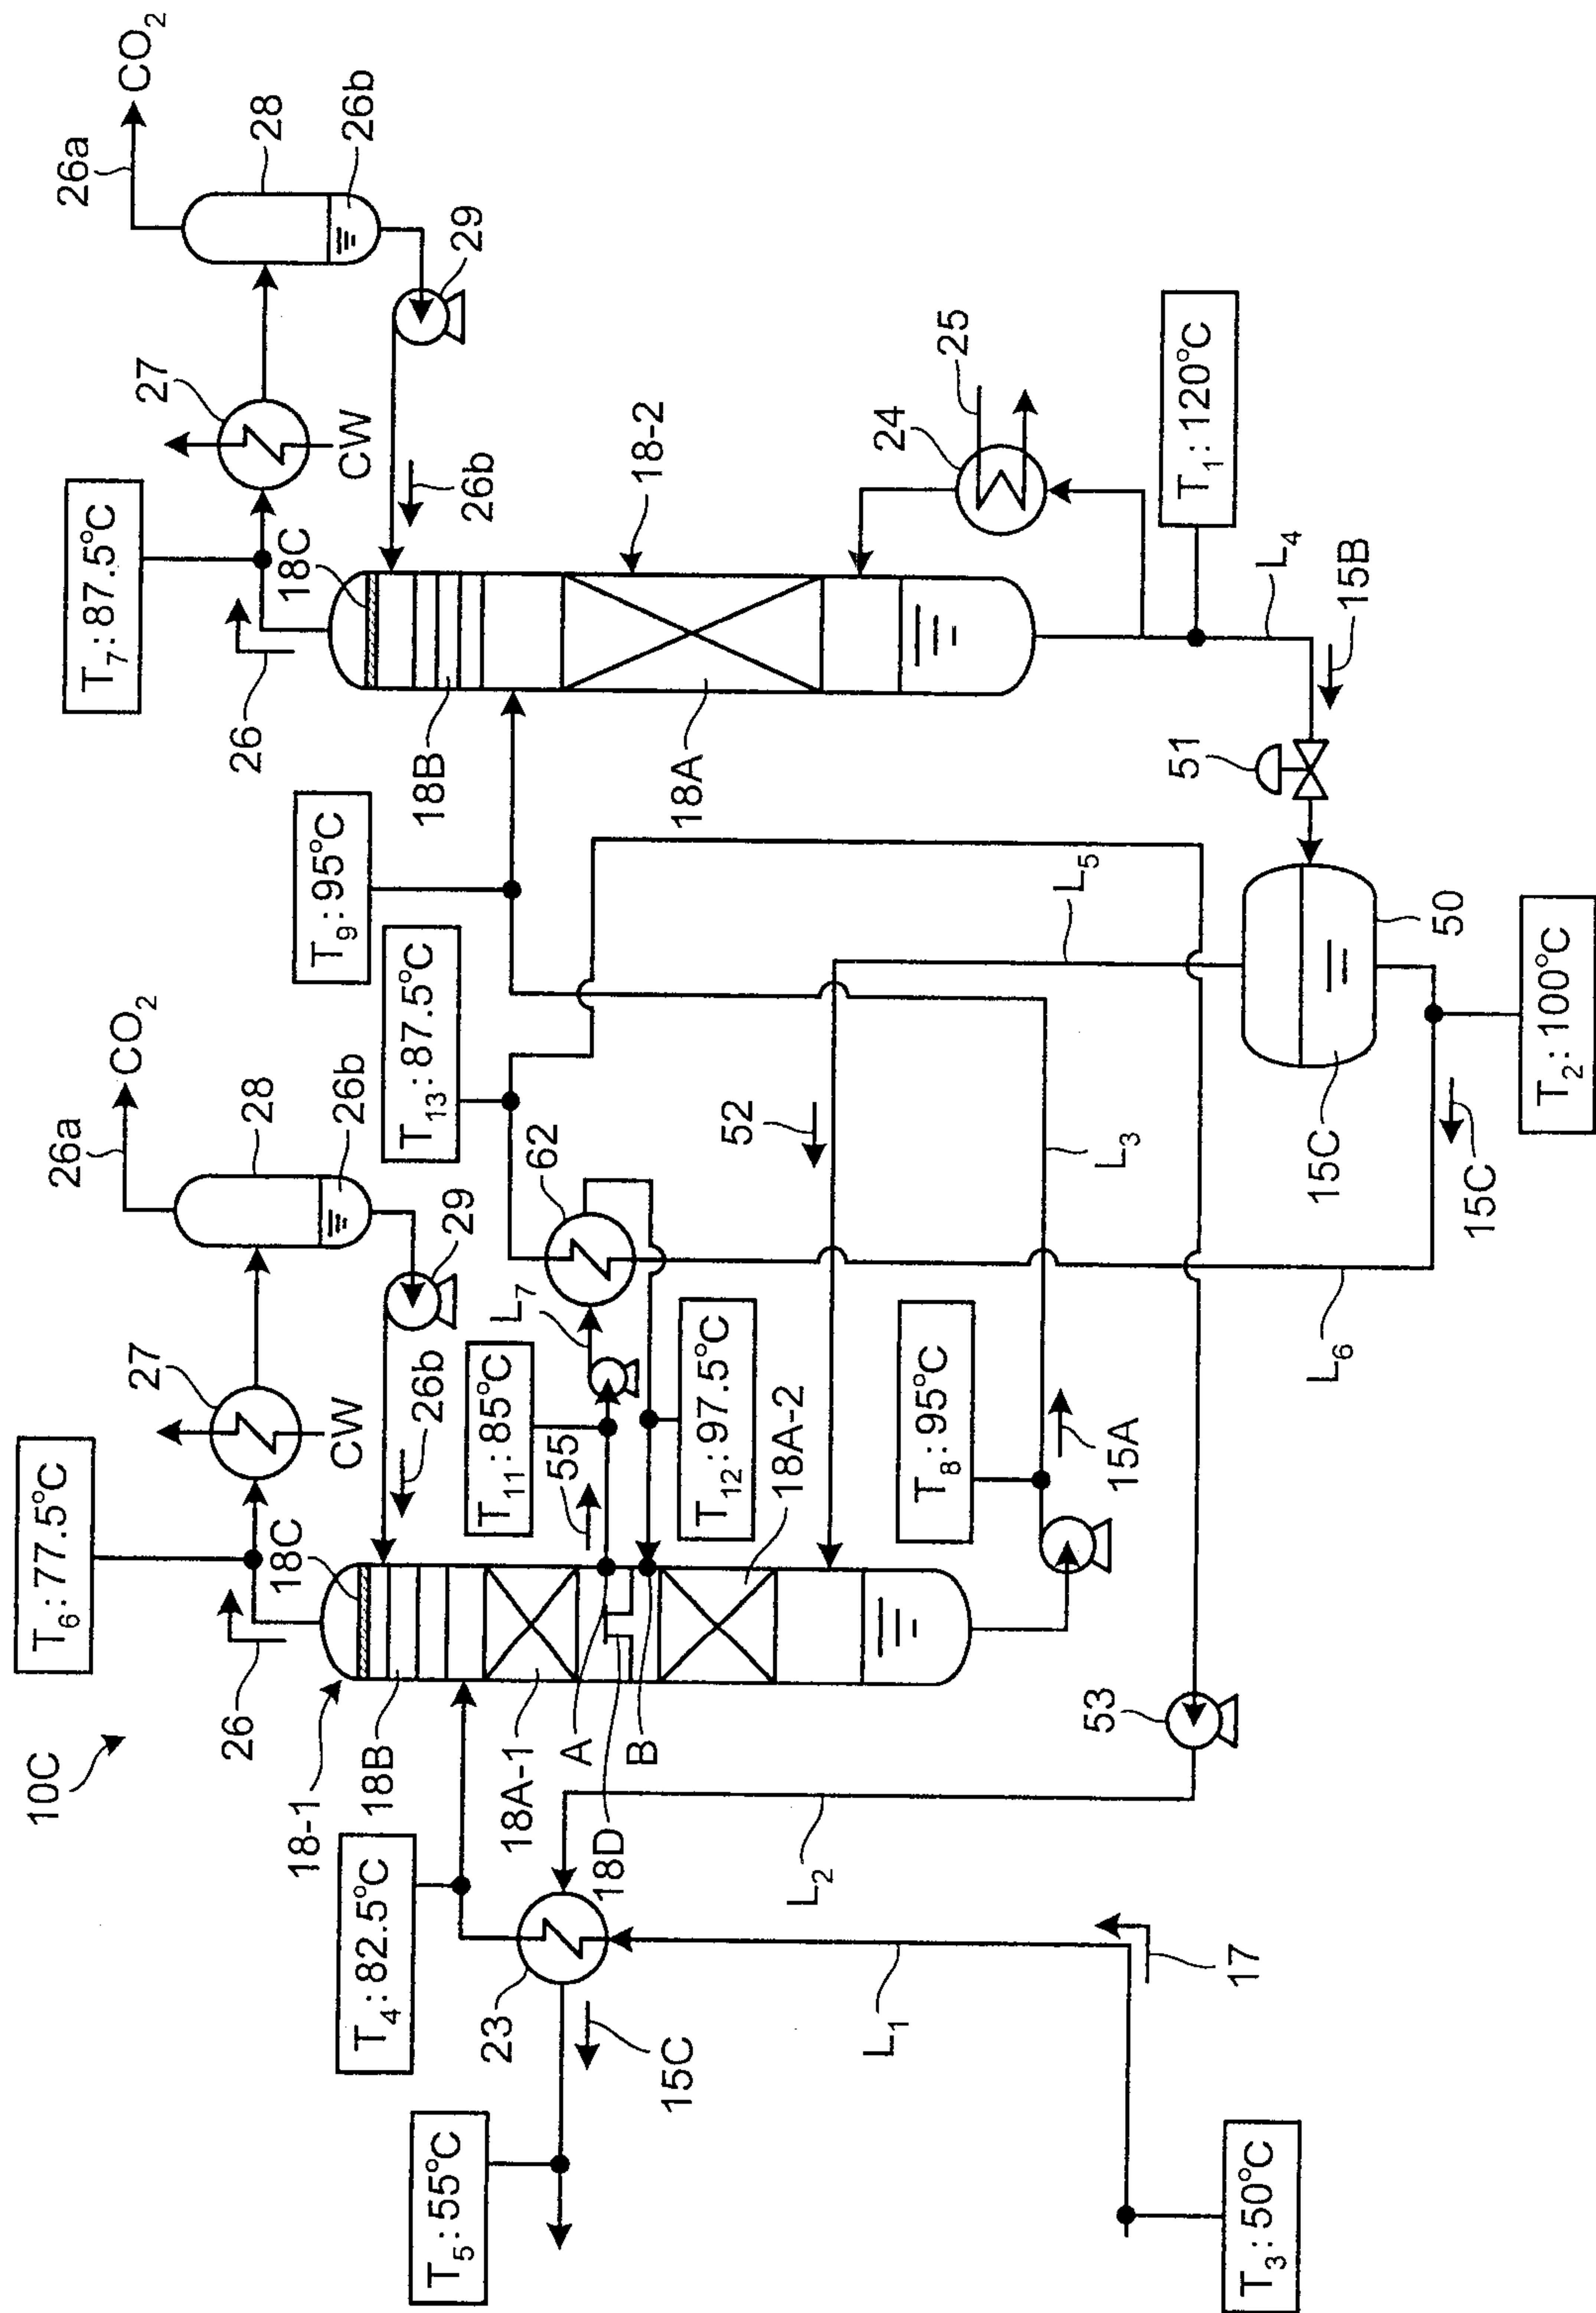 10C
T6:77.5°C
26
18C
27
CW
26a
CO2
28
26b
29
26b
T7:87.5°C
26
18C
27
CW
26a
CO2
28
26b
29
26b
18-1
18B
18A-1
A
18D
B
T4:82.5°C
23
T5:55°C
15C
L1
17
T3:50°C
L2
53
T11:85°C
55
L7
62
T12:97.5°C
18A-2
T8:95°C
15A
T13:87.5°C
52
L3
L6
T9:95°C
18B
18A
18-2
24
25
T1:120°C
L4
15B
51
L5
50
15C
15C
T2:100°C